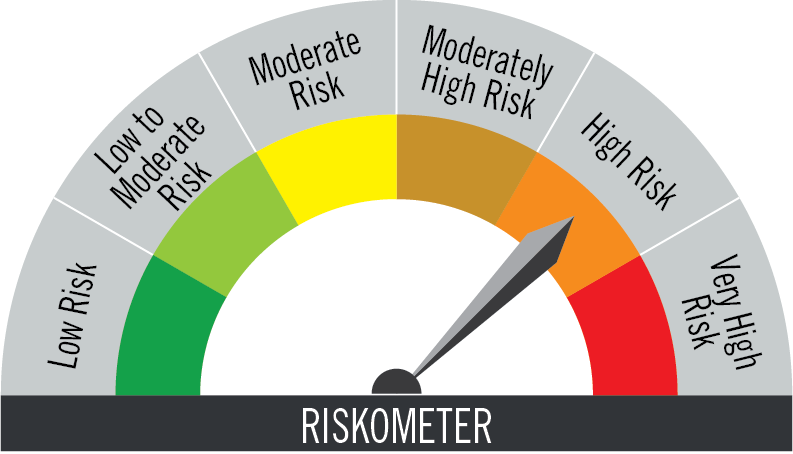 Low Risk
Low to
Moderate
Risk
Moderate
Risk
Moderately
High Risk
High Risk
Very High
Risk
RISKOMETER